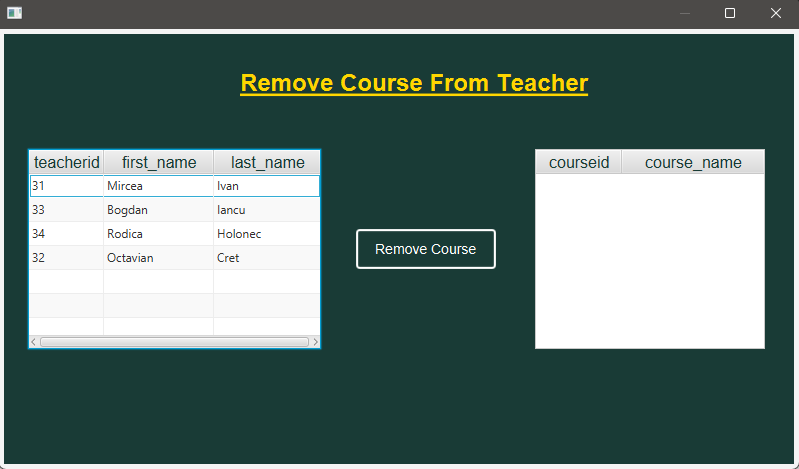 Remove Course From Teacher
teacherid first_name last_name
31 Mircea Ivan
33 Bogdan Iancu
34 Rodica Holonec
32 Octavian Cret
Remove Course
courseid course_name